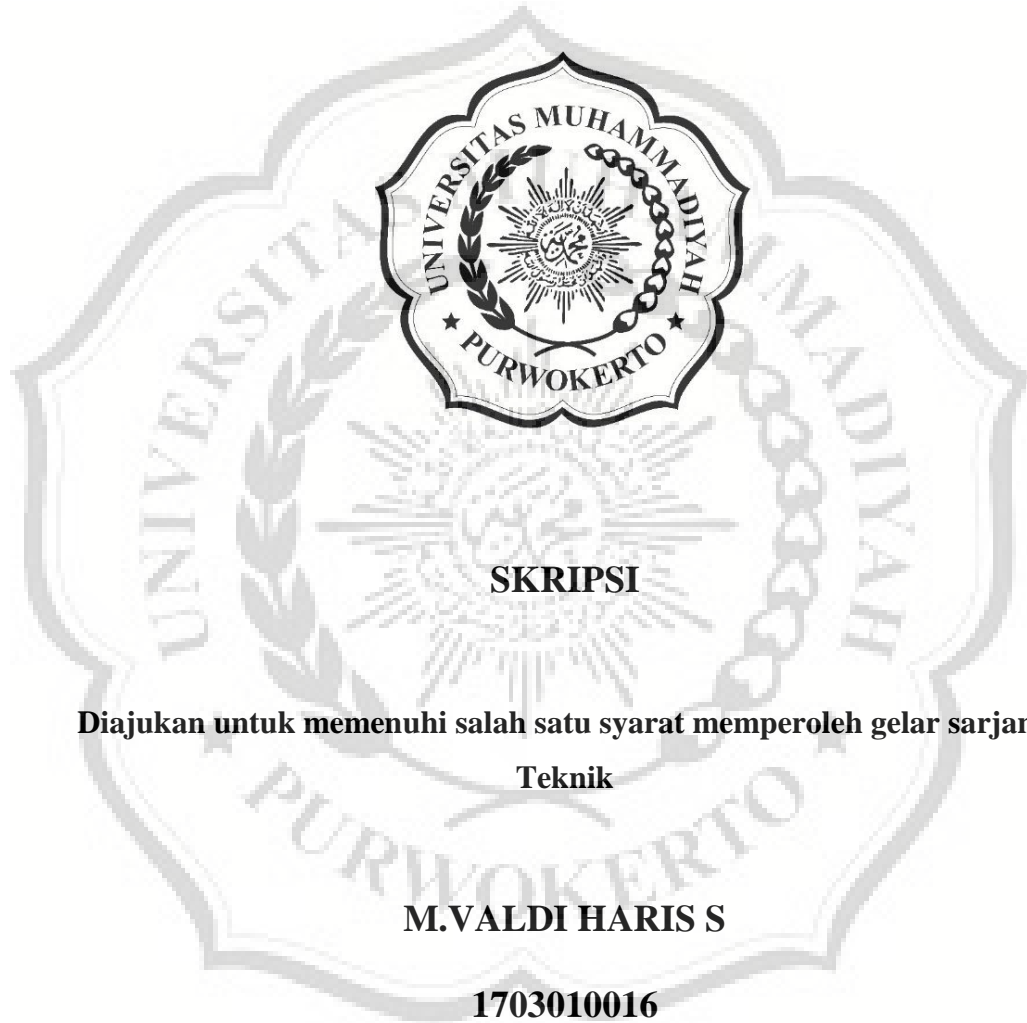 UNIVERSITAS MUHAMMADIYAH
PURWOKERTO
SKRIPSI
Diajukan untuk memenuhi salah satu syarat memperoleh gelar sarjan
Teknik
M.VALDI HARIS S
1703010016